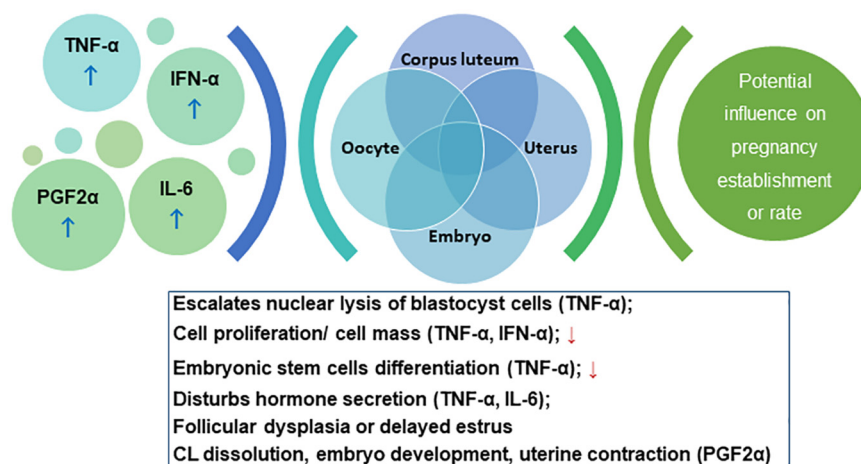 TNF-α
↑
IFN-α
↑
PGF2α
↑
IL-6
↑
Corpus luteum
Oocyte
Uterus
Embryo
Potential
influence on
pregnancy
establishment
or rate
Escalates nuclear lysis of blastocyst cells (TNF-α);
Cell proliferation/ cell mass (TNF-α, IFN-α); ↓
Embryonic stem cells differentiation (TNF-α); ↓
Disturbs hormone secretion (TNF-α, IL-6);
Follicular dysplasia or delayed estrus
CL dissolution, embryo development, uterine contraction (PGF2α)